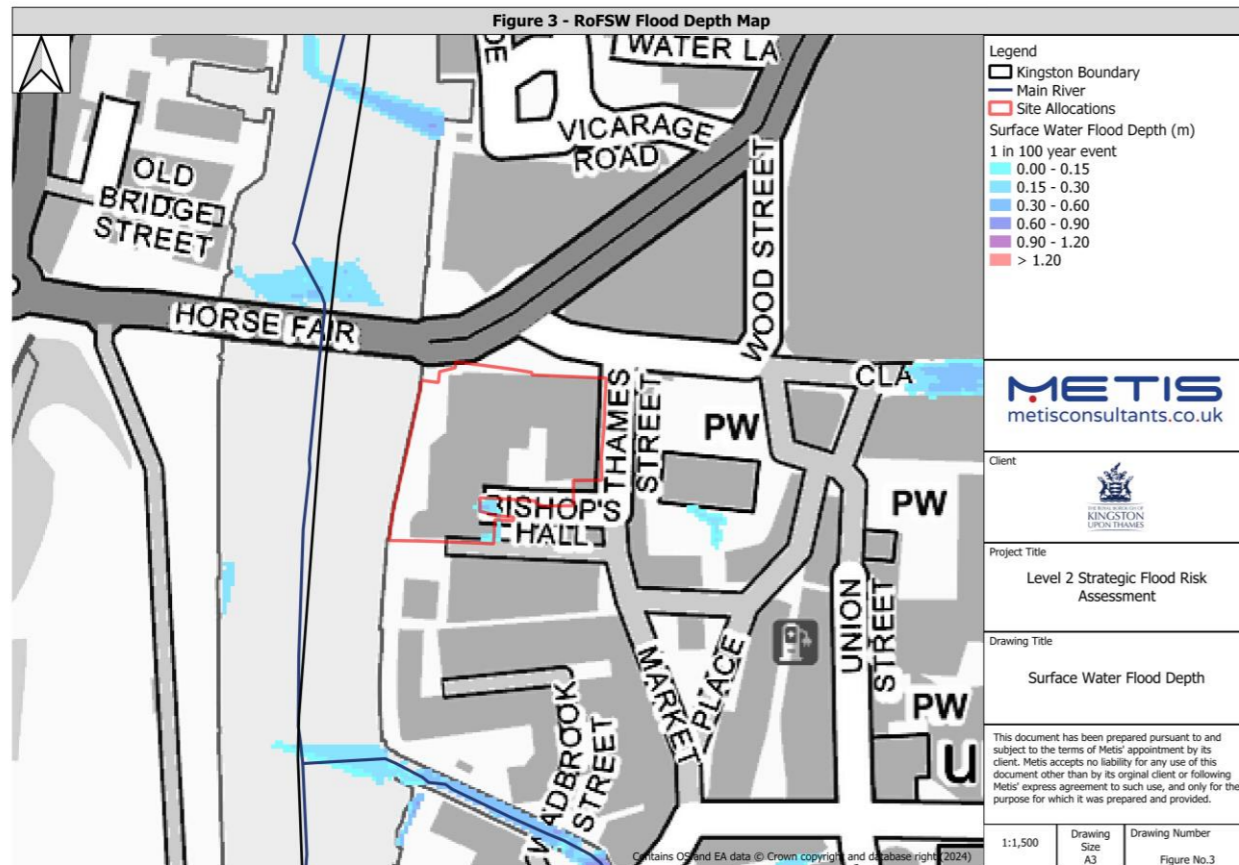 Figure 3 - RoFSW Flood Depth Map
WATER LA
VICARAGE
ROAD
OLD
BRIDGE
STREET
WOOD STREET
HORSE FAIR
CLA
THAMES
STREET
PW
BISHOP'S
HALL
PW
UNION
STREET
MARKET
PLACE
PW
U
ADBROOK
STREET
Contains OS and EA data © Crown copyright and database right (2024)
Legend
Kingston Boundary
Main River
Site Allocations
Surface Water Flood Depth (m)
1 in 100 year event
0.00 - 0.15
0.15 - 0.30
0.30 - 0.60
0.60 - 0.90
0.90 - 1.20
> 1.20
METIS
metisconsultants.co.uk
Client
THE ROYAL BOROUGH OF
KINGSTON
UPON THAMES
Project Title
Level 2 Strategic Flood Risk
Assessment
Drawing Title
Surface Water Flood Depth
This document has been prepared pursuant to and
subject to the terms of Metis' appointment by its
client. Metis accepts no liability for any use of this
document other than by its orginal client or following
Metis' express agreement to such use, and only for the
purpose for which it was prepared and provided.
1:1,500
Drawing
Size
A3
Drawing Number
Figure No.3